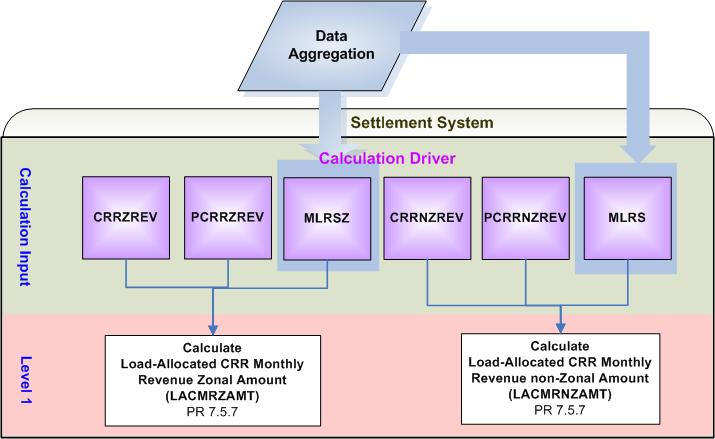 Data
Aggregation
Settlement System
Calculation Driver
Calculation Input
CRRZREV
PCRRZREV
MLRSZ
CRRNZREV
PCRRNZREV
MLRS
Level 1
Calculate
Load-Allocated CRR Monthly
Revenue Zonal Amount
(LACMRZAMT)
PR 7.5.7
Calculate
Load-Allocated CRR Monthly
Revenue non-Zonal Amount
(LACMRNZAMT)
PR 7.5.7